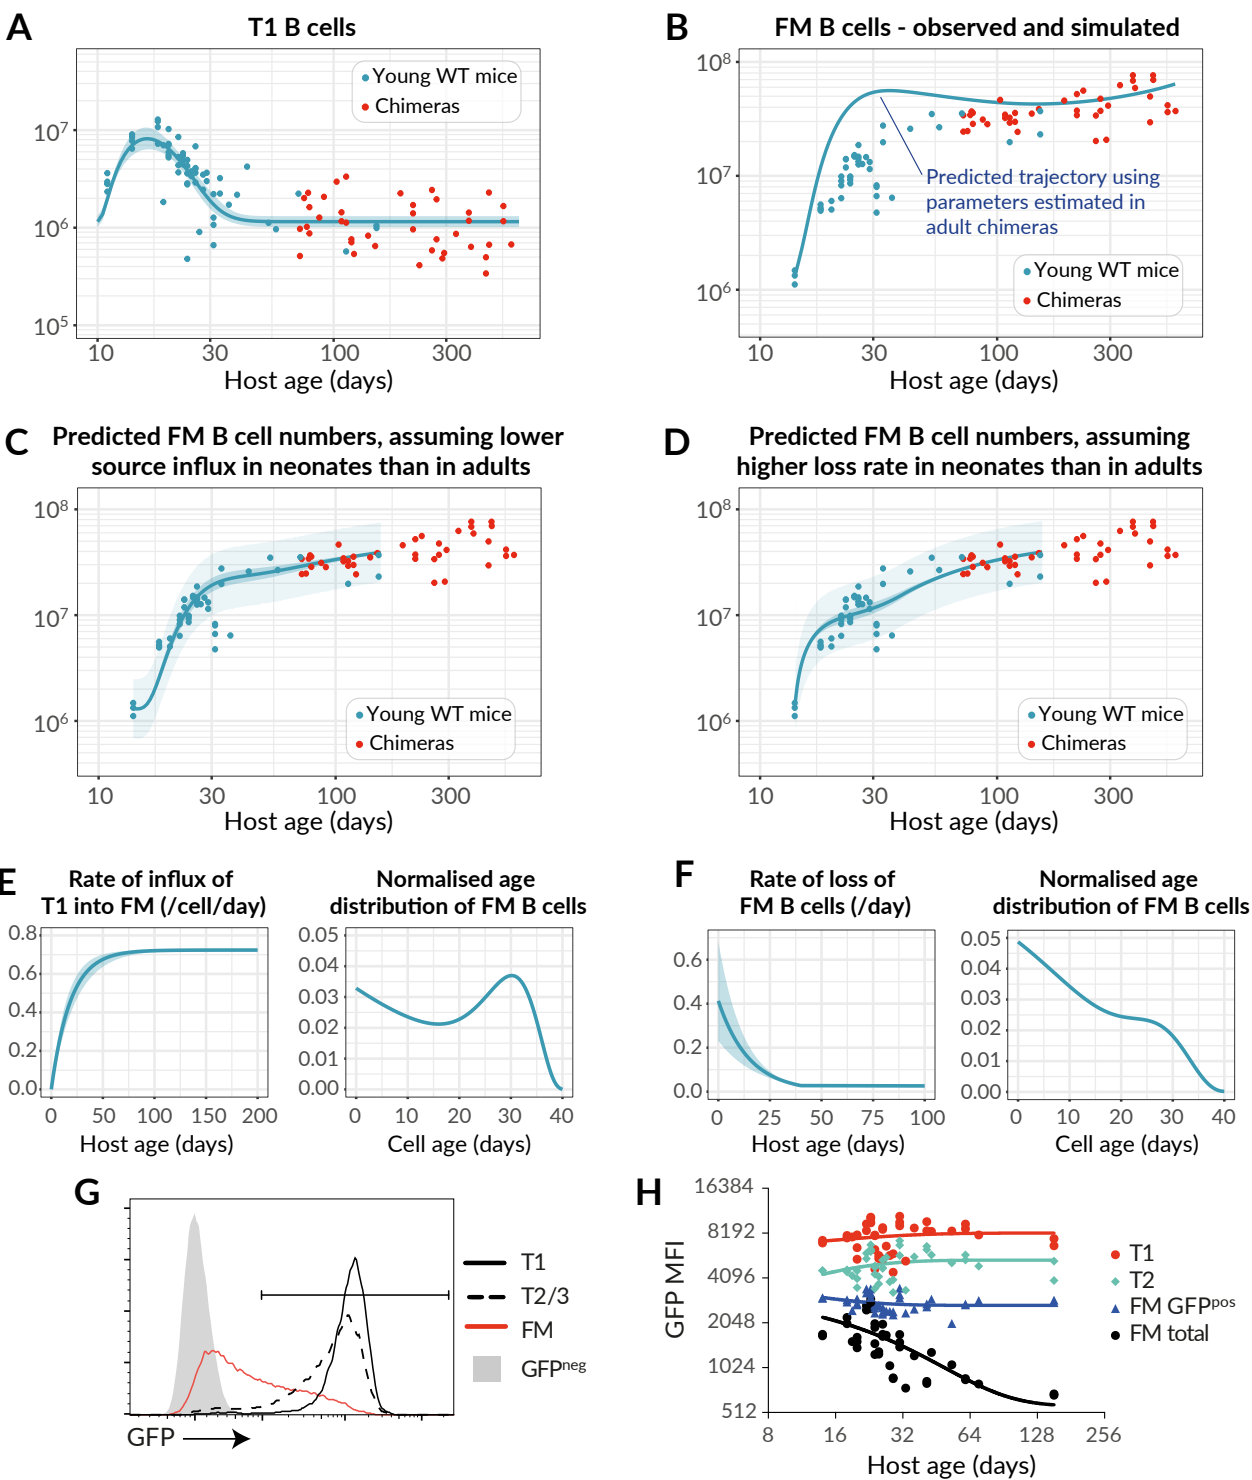 A
T1 B cells
Young WT mice
Chimeras
10⁷
10⁶
10⁵
10 30 100 300
Host age (days)
B
FM B cells - observed and simulated
10⁸
10⁷
10⁶
Predicted trajectory using
parameters estimated in
adult chimeras
Young WT mice
Chimeras
10 30 100 300
Host age (days)
C
Predicted FM B cell numbers, assuming lower
source influx in neonates than in adults
10⁸
10⁷
10⁶
Young WT mice
Chimeras
10 30 100 300
Host age (days)
D
Predicted FM B cell numbers, assuming
higher loss rate in neonates than in adults
10⁸
10⁷
10⁶
Young WT mice
Chimeras
10 30 100 300
Host age (days)
E
Rate of influx of
T1 into FM (/cell/day)
0.8
0.6
0.4
0.2
0.0
0 50 100 150 200
Host age (days)
Normalised age
distribution of FM B cells
0.05
0.04
0.03
0.02
0.01
0.00
0 10 20 30 40
Cell age (days)
F
Rate of loss of
FM B cells (/day)
0.6
0.4
0.2
0.0
0 25 50 75 100
Host age (days)
Normalised age
distribution of FM B cells
0.05
0.04
0.03
0.02
0.01
0.00
0 10 20 30 40
Cell age (days)
G
T1
T2/3
FM
GFPⁿᵉᵍ
GFP
H
GFP MFI
16384
8192
4096
2048
1024
512
8 16 32 64 128 256
Host age (days)
T1
T2
FM GFPᵖᵒˢ
FM total